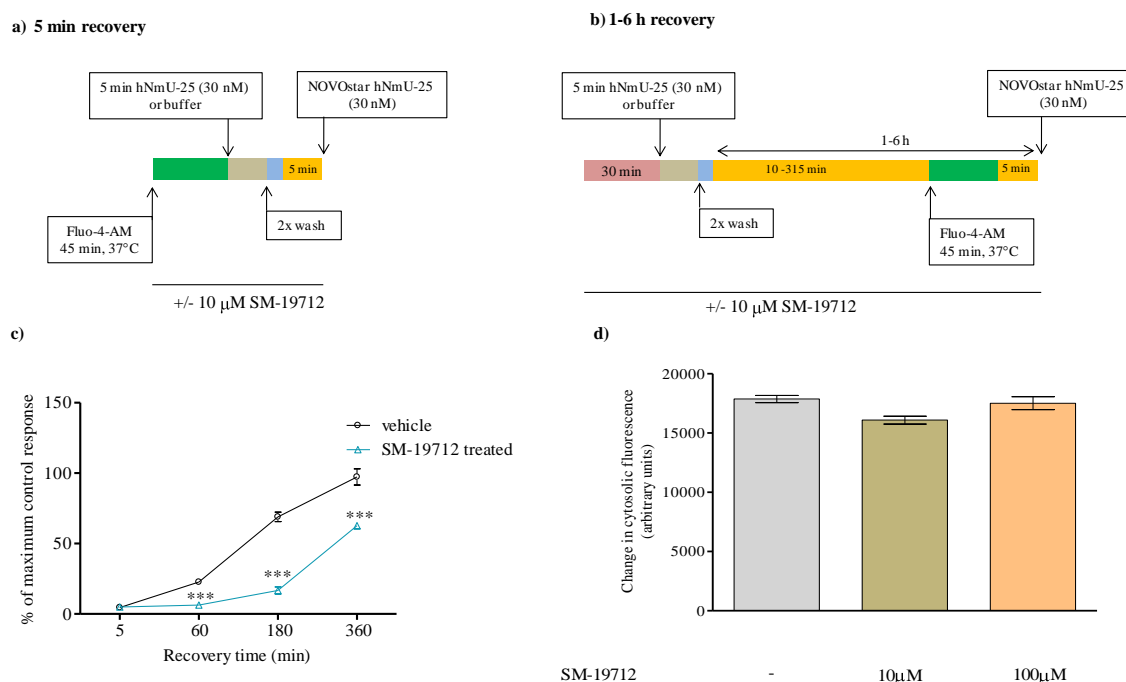 a) 5 min recovery
5 min hNmU-25 (30 nM)
or buffer
NOVOstar hNmU-25
(30 nM)
5 min
Fluo-4-AM
45 min, 37°C
2x wash
+/- 10 μM SM-19712
b) 1-6 h recovery
5 min hNmU-25 (30 nM)
or buffer
NOVOstar hNmU-25
(30 nM)
1-6 h
30 min
10 -315 min
5 min
2x wash
Fluo-4-AM
45 min, 37°C
+/- 10 μM SM-19712
c)
% of maximum control response
150
100
50
0
vehicle
SM-19712 treated
***
***
***
5 60 180 360
Recovery time (min)
d)
Change in cytosolic fluorescence
(arbitrary units)
20000
15000
10000
5000
0
SM-19712 - 10μM 100μM